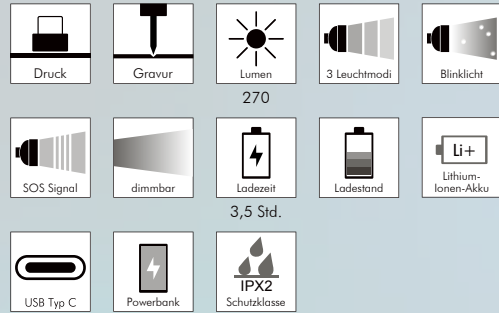 Druck
Gravur
Lumen
3 Leuchtmodi
Blinklicht
270
SOS Signal
dimmbar
Ladezeit
Ladestand
Li+
Lithium-
Ionen-Akku
3,5 Std.
USB Typ C
Powerbank
IPX2
Schutzklasse